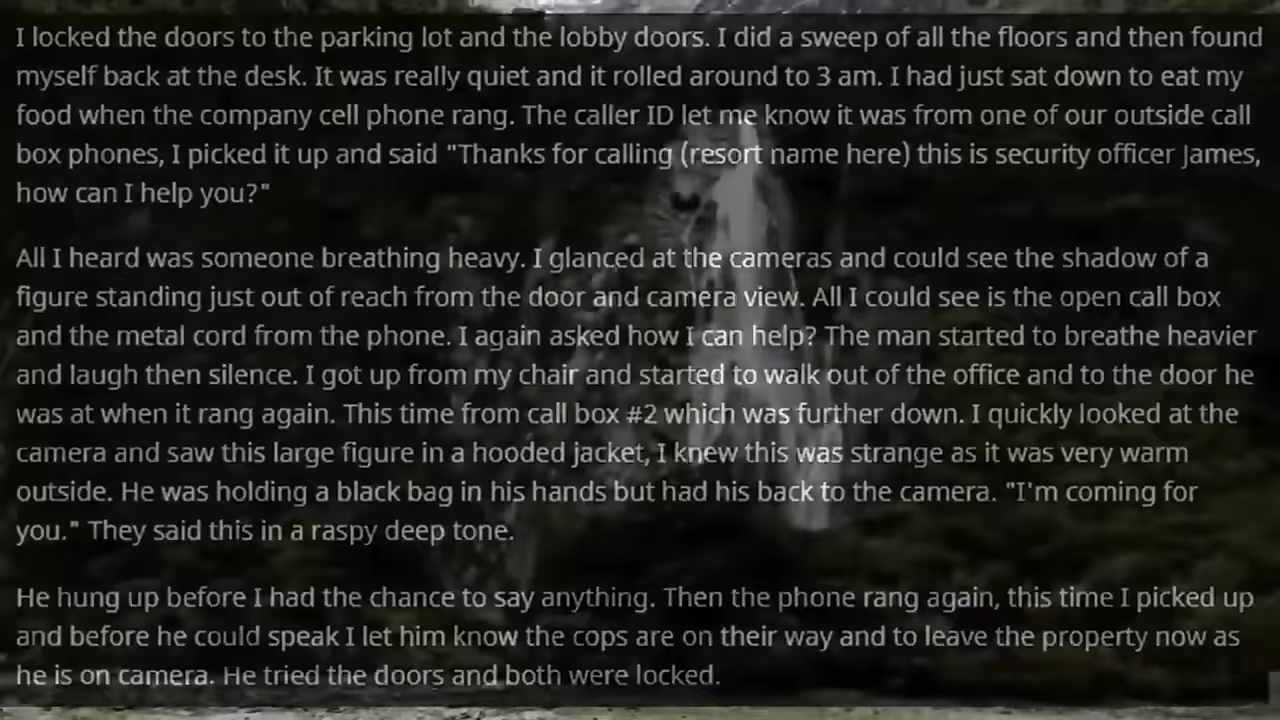 I locked the doors to the parking lot and the lobby doors. I did a sweep of all the floors and then found
myself back at the desk. It was really quiet and it rolled around to 3 am. I had just sat down to eat my
food when the company cell phone rang. The caller ID let me know it was from one of our outside call
box phones, I picked it up and said "Thanks for calling (resort name here) this is security officer James,
how can I help you?"
All I heard was someone breathing heavy. I glanced at the cameras and could see the shadow of a
figure standing just out of reach from the door and camera view. All I could see is the open call box
and the metal cord from the phone. I again asked how I can help? The man started to breathe heavier
and laugh then silence. I got up from my chair and started to walk out of the office and to the door he
was at when it rang again. This time from call box #2 which was further down. I quickly looked at the
camera and saw this large figure in a hooded jacket, I knew this was strange as it was very warm
outside. He was holding a black bag in his hands but had his back to the camera. "I'm coming for
you." They said this in a raspy deep tone.
He hung up before I had the chance to say anything. Then the phone rang again, this time I picked up
and before he could speak I let him know the cops are on their way and to leave the property now as
he is on camera. He tried the doors and both were locked.